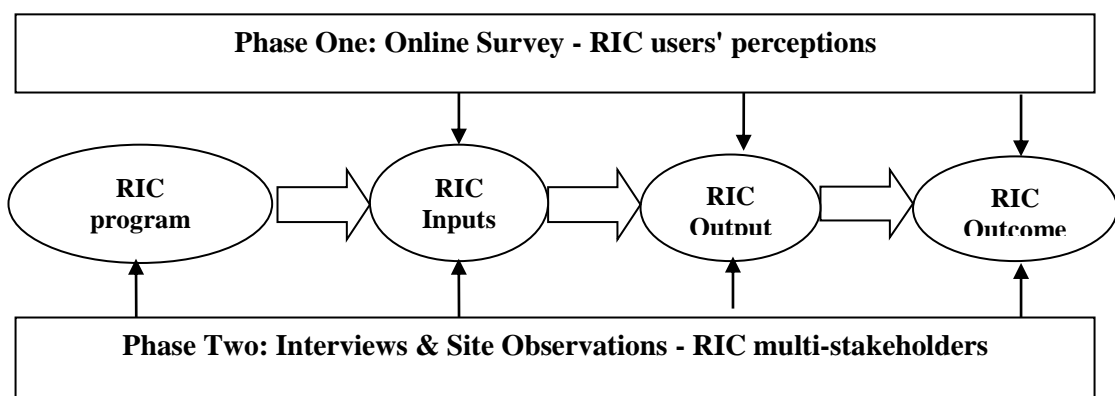 Phase One: Online Survey - RIC users' perceptions
RIC
program
RIC
Inputs
RIC
Output
RIC
Outcome
Phase Two: Interviews & Site Observations - RIC multi-stakeholders